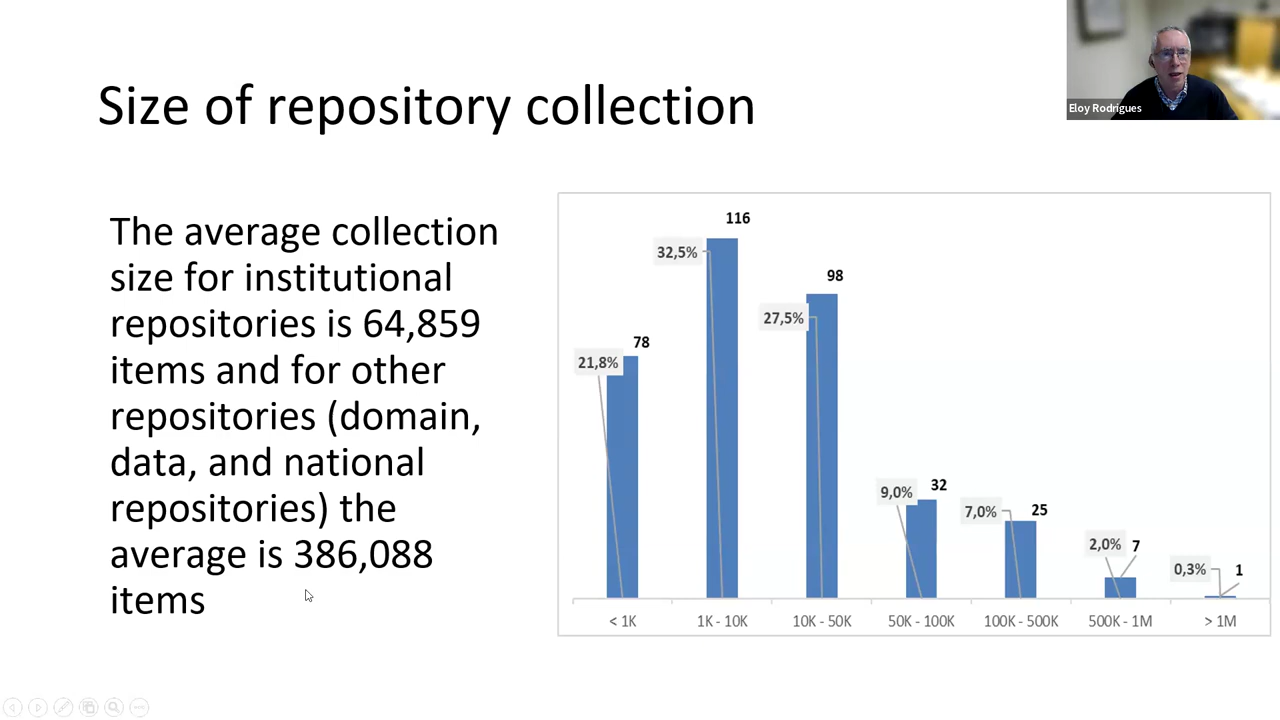 Size of repository collection
Eloy Rodrigues
The average collection
size for institutional
repositories is 64,859
items and for other
repositories (domain,
data, and national
repositories) the
average is 386,088
items
116
32,5%
98
27,5%
78
21,8%
32
9,0%
25
7,0%
7
2,0%
1
0,3%
< 1K
1K - 10K
10K - 50K
50K - 100K
100K - 500K
500K - 1M
> 1M